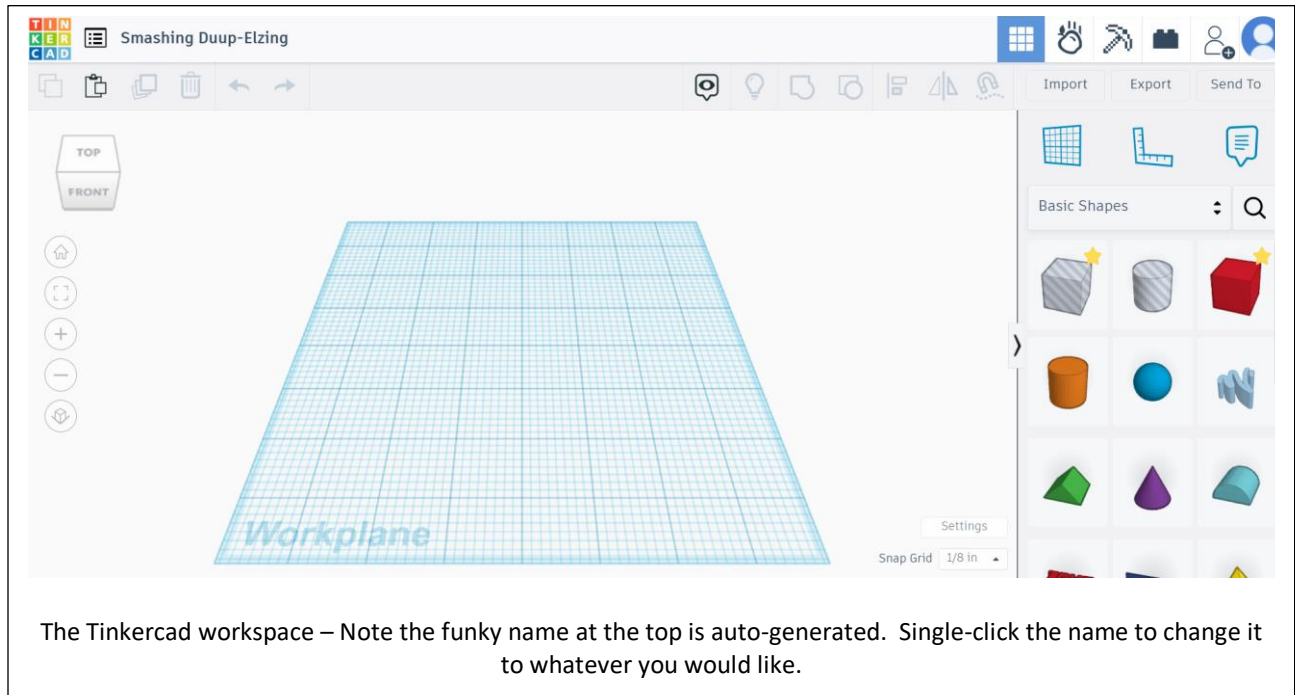 TIN
KER
CAD
Smashing Duup-Elzing
Import
Export
Send To
TOP
FRONT
Basic Shapes
Workplane
Settings
Snap Grid 1/8 in
The Tinkercad workspace – Note the funky name at the top is auto-generated.  Single-click the name to change it
to whatever you would like.